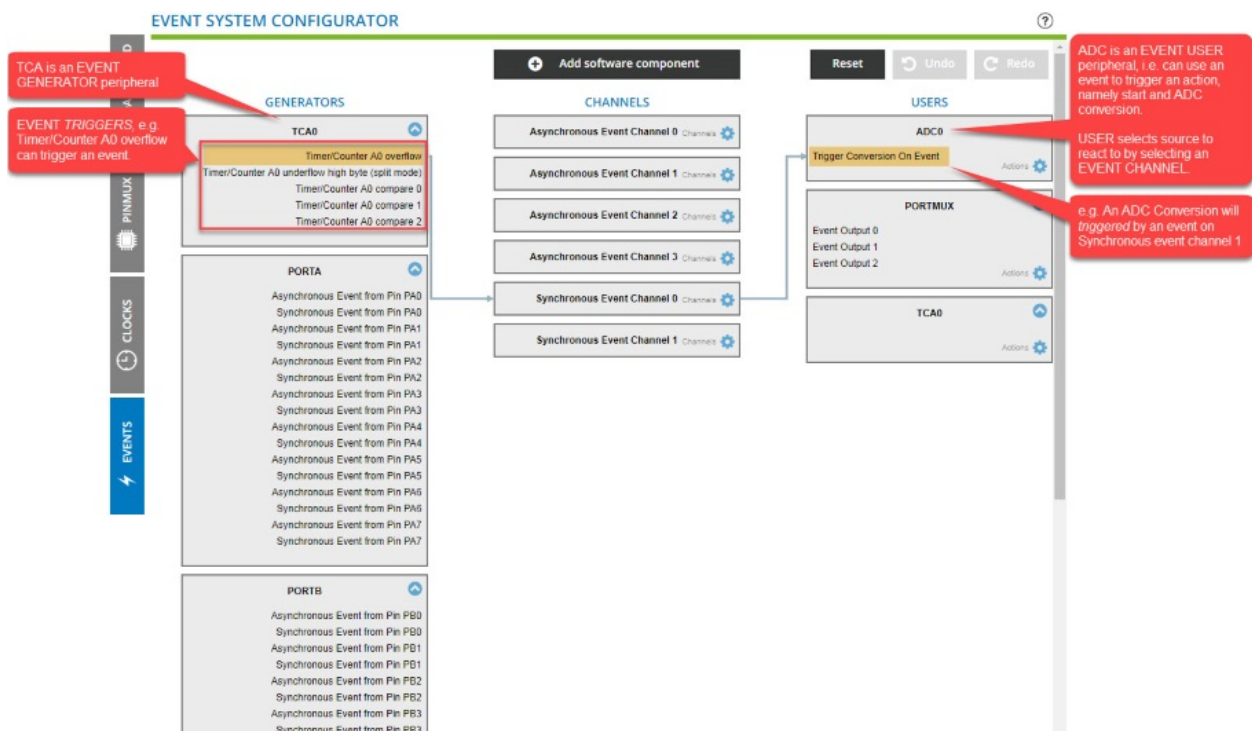 EVENT SYSTEM CONFIGURATOR
?
TCA is an EVENT
GENERATOR peripheral
EVENT TRIGGERS, e.g.
Timer/Counter A0 overflow
can trigger an event.
PINMUX
CLOCKS
EVENTS
Add software component
Reset
Undo
Redo
GENERATORS
TCA0
Timer/Counter A0 overflow
Timer/Counter A0 underflow high byte (split mode)
Timer/Counter A0 compare 0
Timer/Counter A0 compare 1
Timer/Counter A0 compare 2
PORTA
Asynchronous Event from Pin PA0
Synchronous Event from Pin PA0
Asynchronous Event from Pin PA1
Synchronous Event from Pin PA1
Asynchronous Event from Pin PA2
Synchronous Event from Pin PA2
Asynchronous Event from Pin PA3
Synchronous Event from Pin PA3
Asynchronous Event from Pin PA4
Synchronous Event from Pin PA4
Asynchronous Event from Pin PA5
Synchronous Event from Pin PA5
Asynchronous Event from Pin PA6
Synchronous Event from Pin PA6
Asynchronous Event from Pin PA7
Synchronous Event from Pin PA7
PORTB
Asynchronous Event from Pin PB0
Synchronous Event from Pin PB0
Asynchronous Event from Pin PB1
Synchronous Event from Pin PB1
Asynchronous Event from Pin PB2
Synchronous Event from Pin PB2
Asynchronous Event from Pin PB3
Synchronous Event from Pin PB3
CHANNELS
Asynchronous Event Channel 0 Channels
Asynchronous Event Channel 1 Channels
Asynchronous Event Channel 2 Channels
Asynchronous Event Channel 3 Channels
Synchronous Event Channel 0 Channels
Synchronous Event Channel 1 Channels
USERS
ADC0
Trigger Conversion On Event
Actions
PORTMUX
Event Output 0
Event Output 1
Event Output 2
Actions
TCA0
Actions
ADC is an EVENT USER
peripheral, i.e. can use an
event to trigger an action,
namely start and ADC
conversion.
USER selects source to
react to by selecting an
EVENT CHANNEL.
e.g. An ADC Conversion will
triggered by an event on
Synchronous event channel 1